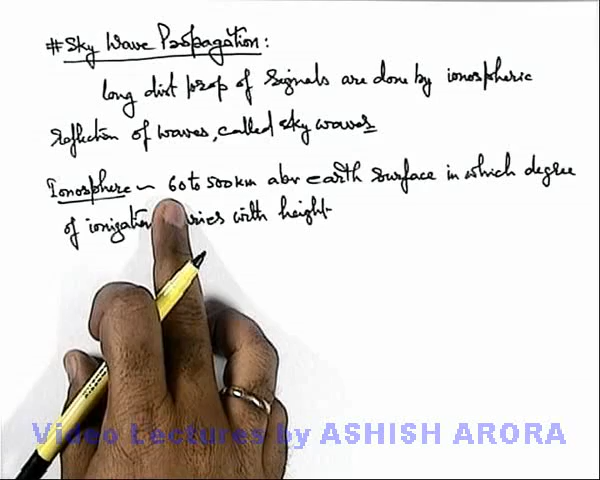 # Sky Wave Propagation :
long dist prop of signals are done by ionospheric
reflection of waves, called sky waves
Ionosphere ~ 60 to 500km abv earth surface in which degree
of ionization varies with height
Video Lectures by ASHISH ARORA